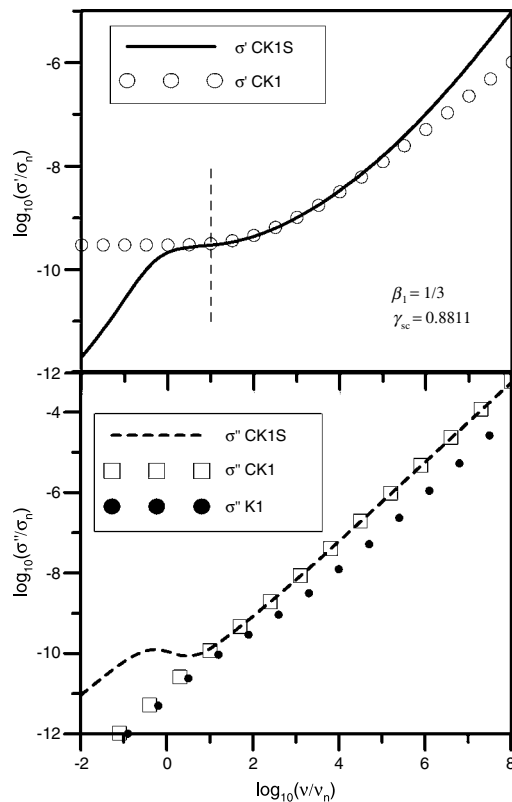 -6
σ' CK1S
σ' CK1
log₁₀(σ'/σₙ)
-8
-10
β₁ = 1/3
γsc = 0.8811
-12
-4
σ'' CK1S
σ'' CK1
σ'' K1
log₁₀(σ''/σₙ)
-6
-8
-10
-12
-2 0 2 4 6 8
log₁₀(ν/νₙ)